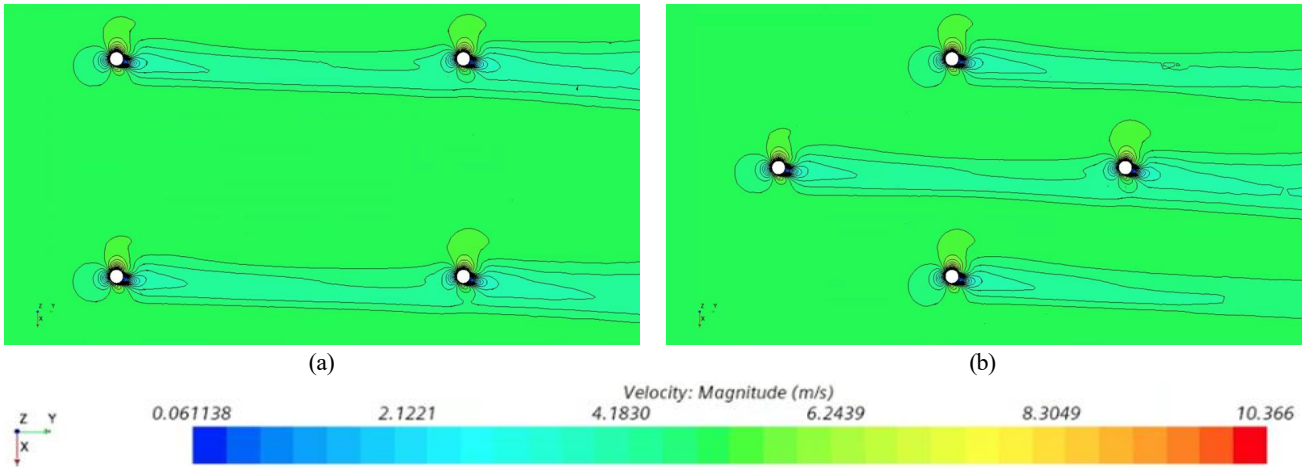 Z Y
X
Z Y
X
(a)
(b)
Velocity: Magnitude (m/s)
0.061138 2.1221 4.1830 6.2439 8.3049 10.366
Z Y
X